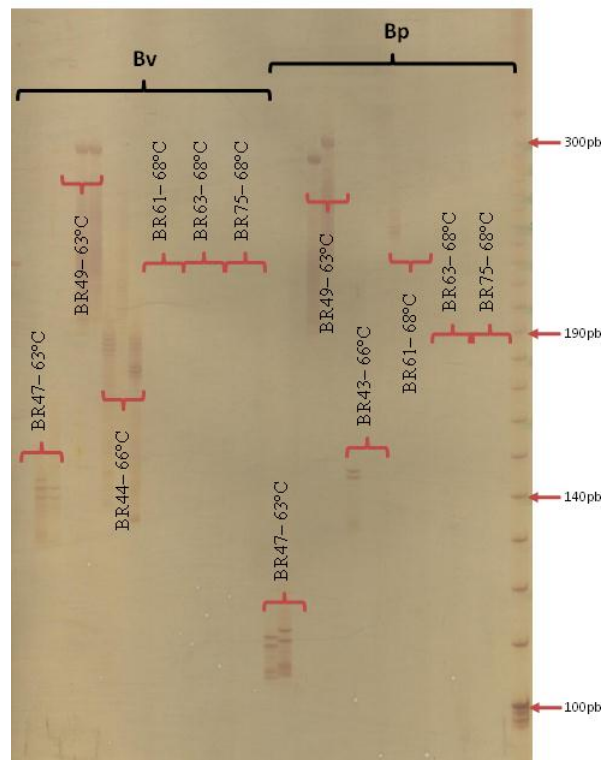 Bv
Bp
BR47– 63°C
BR49– 63°C
BR44– 66°C
BR61– 68°C
BR63– 68°C
BR75– 68°C
BR47– 63°C
BR49– 63°C
BR43– 66°C
BR61– 68°C
BR63– 68°C
BR75– 68°C
300pb
190pb
140pb
100pb